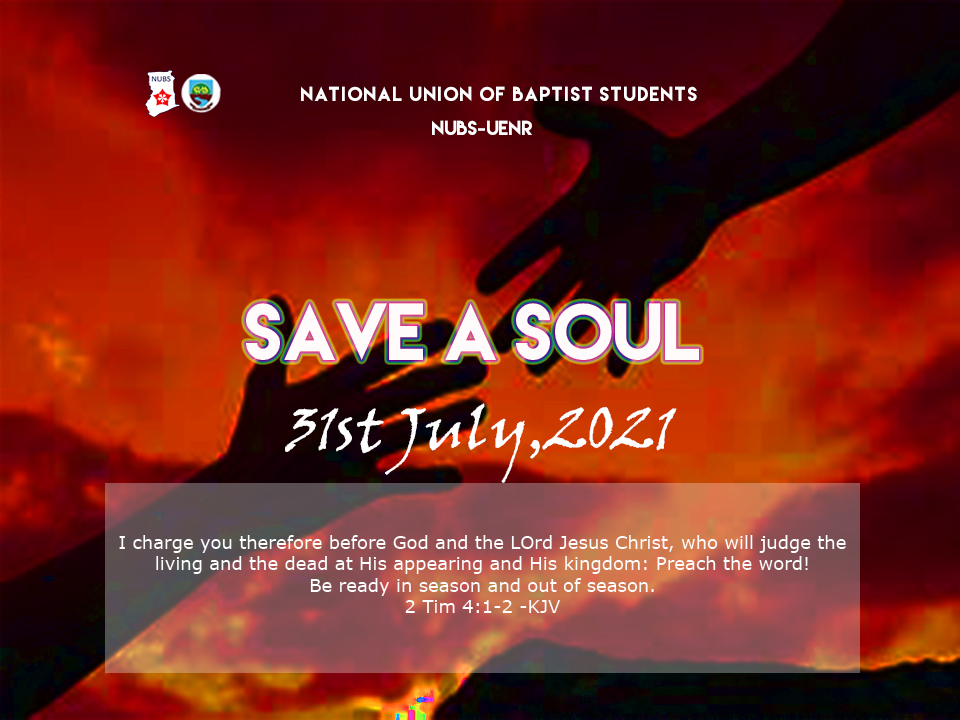 NUBS
NATIONAL UNION OF BAPTIST STUDENTS
NUBS-UENR
SAVE A SOUL
31st July,2021
I charge you therefore before God and the LOrd Jesus Christ, who will judge the
living and the dead at His appearing and His kingdom: Preach the word!
Be ready in season and out of season.
2 Tim 4:1-2 -KJV